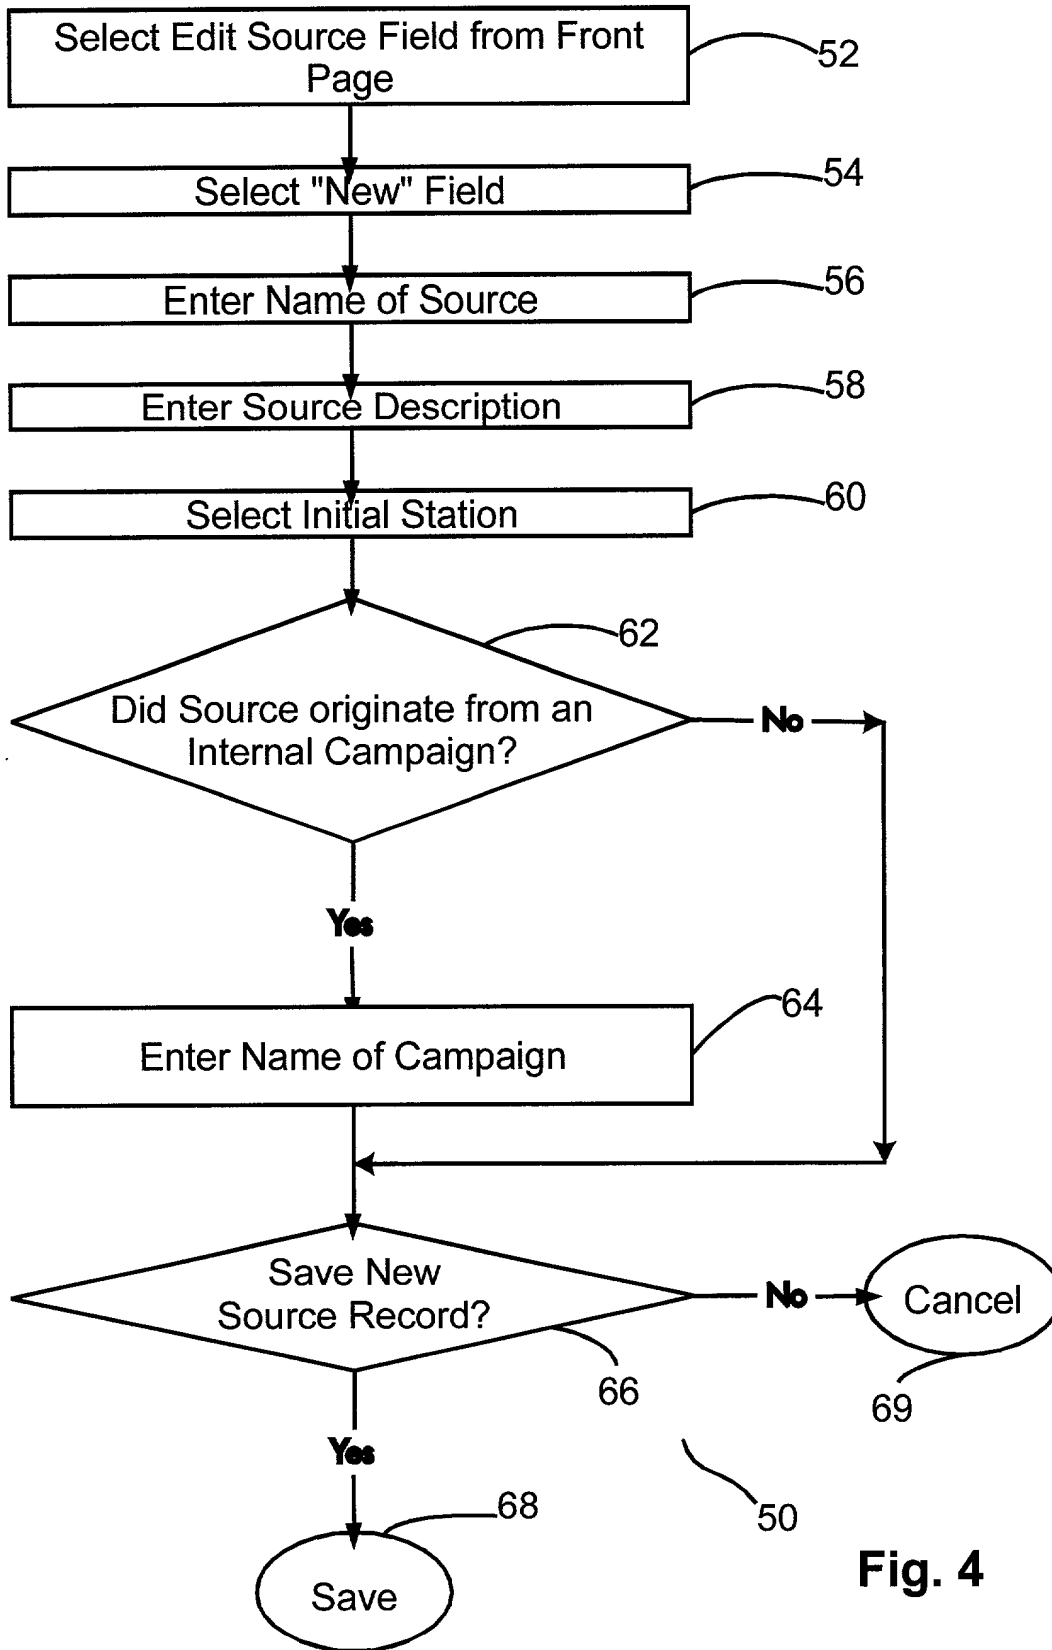 Select Edit Source Field from Front
Page
52
Select "New" Field
54
Enter Name of Source
56
Enter Source Description
58
Select Initial Station
60
62
Did Source originate from an
Internal Campaign?
No
Yes
64
Enter Name of Campaign
Save New
Source Record?
No
Cancel
66
69
Yes
68
50
Save
Fig. 4